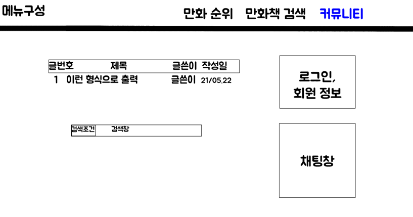 메뉴구성
만화 순위 만화책 검색 커뮤니티
글번호 제목 글쓴이 작성일
1 이런 형식으로 출력 글쓴이 21/05.22
로그인,
회원 정보
검색조건 검색창
채팅창